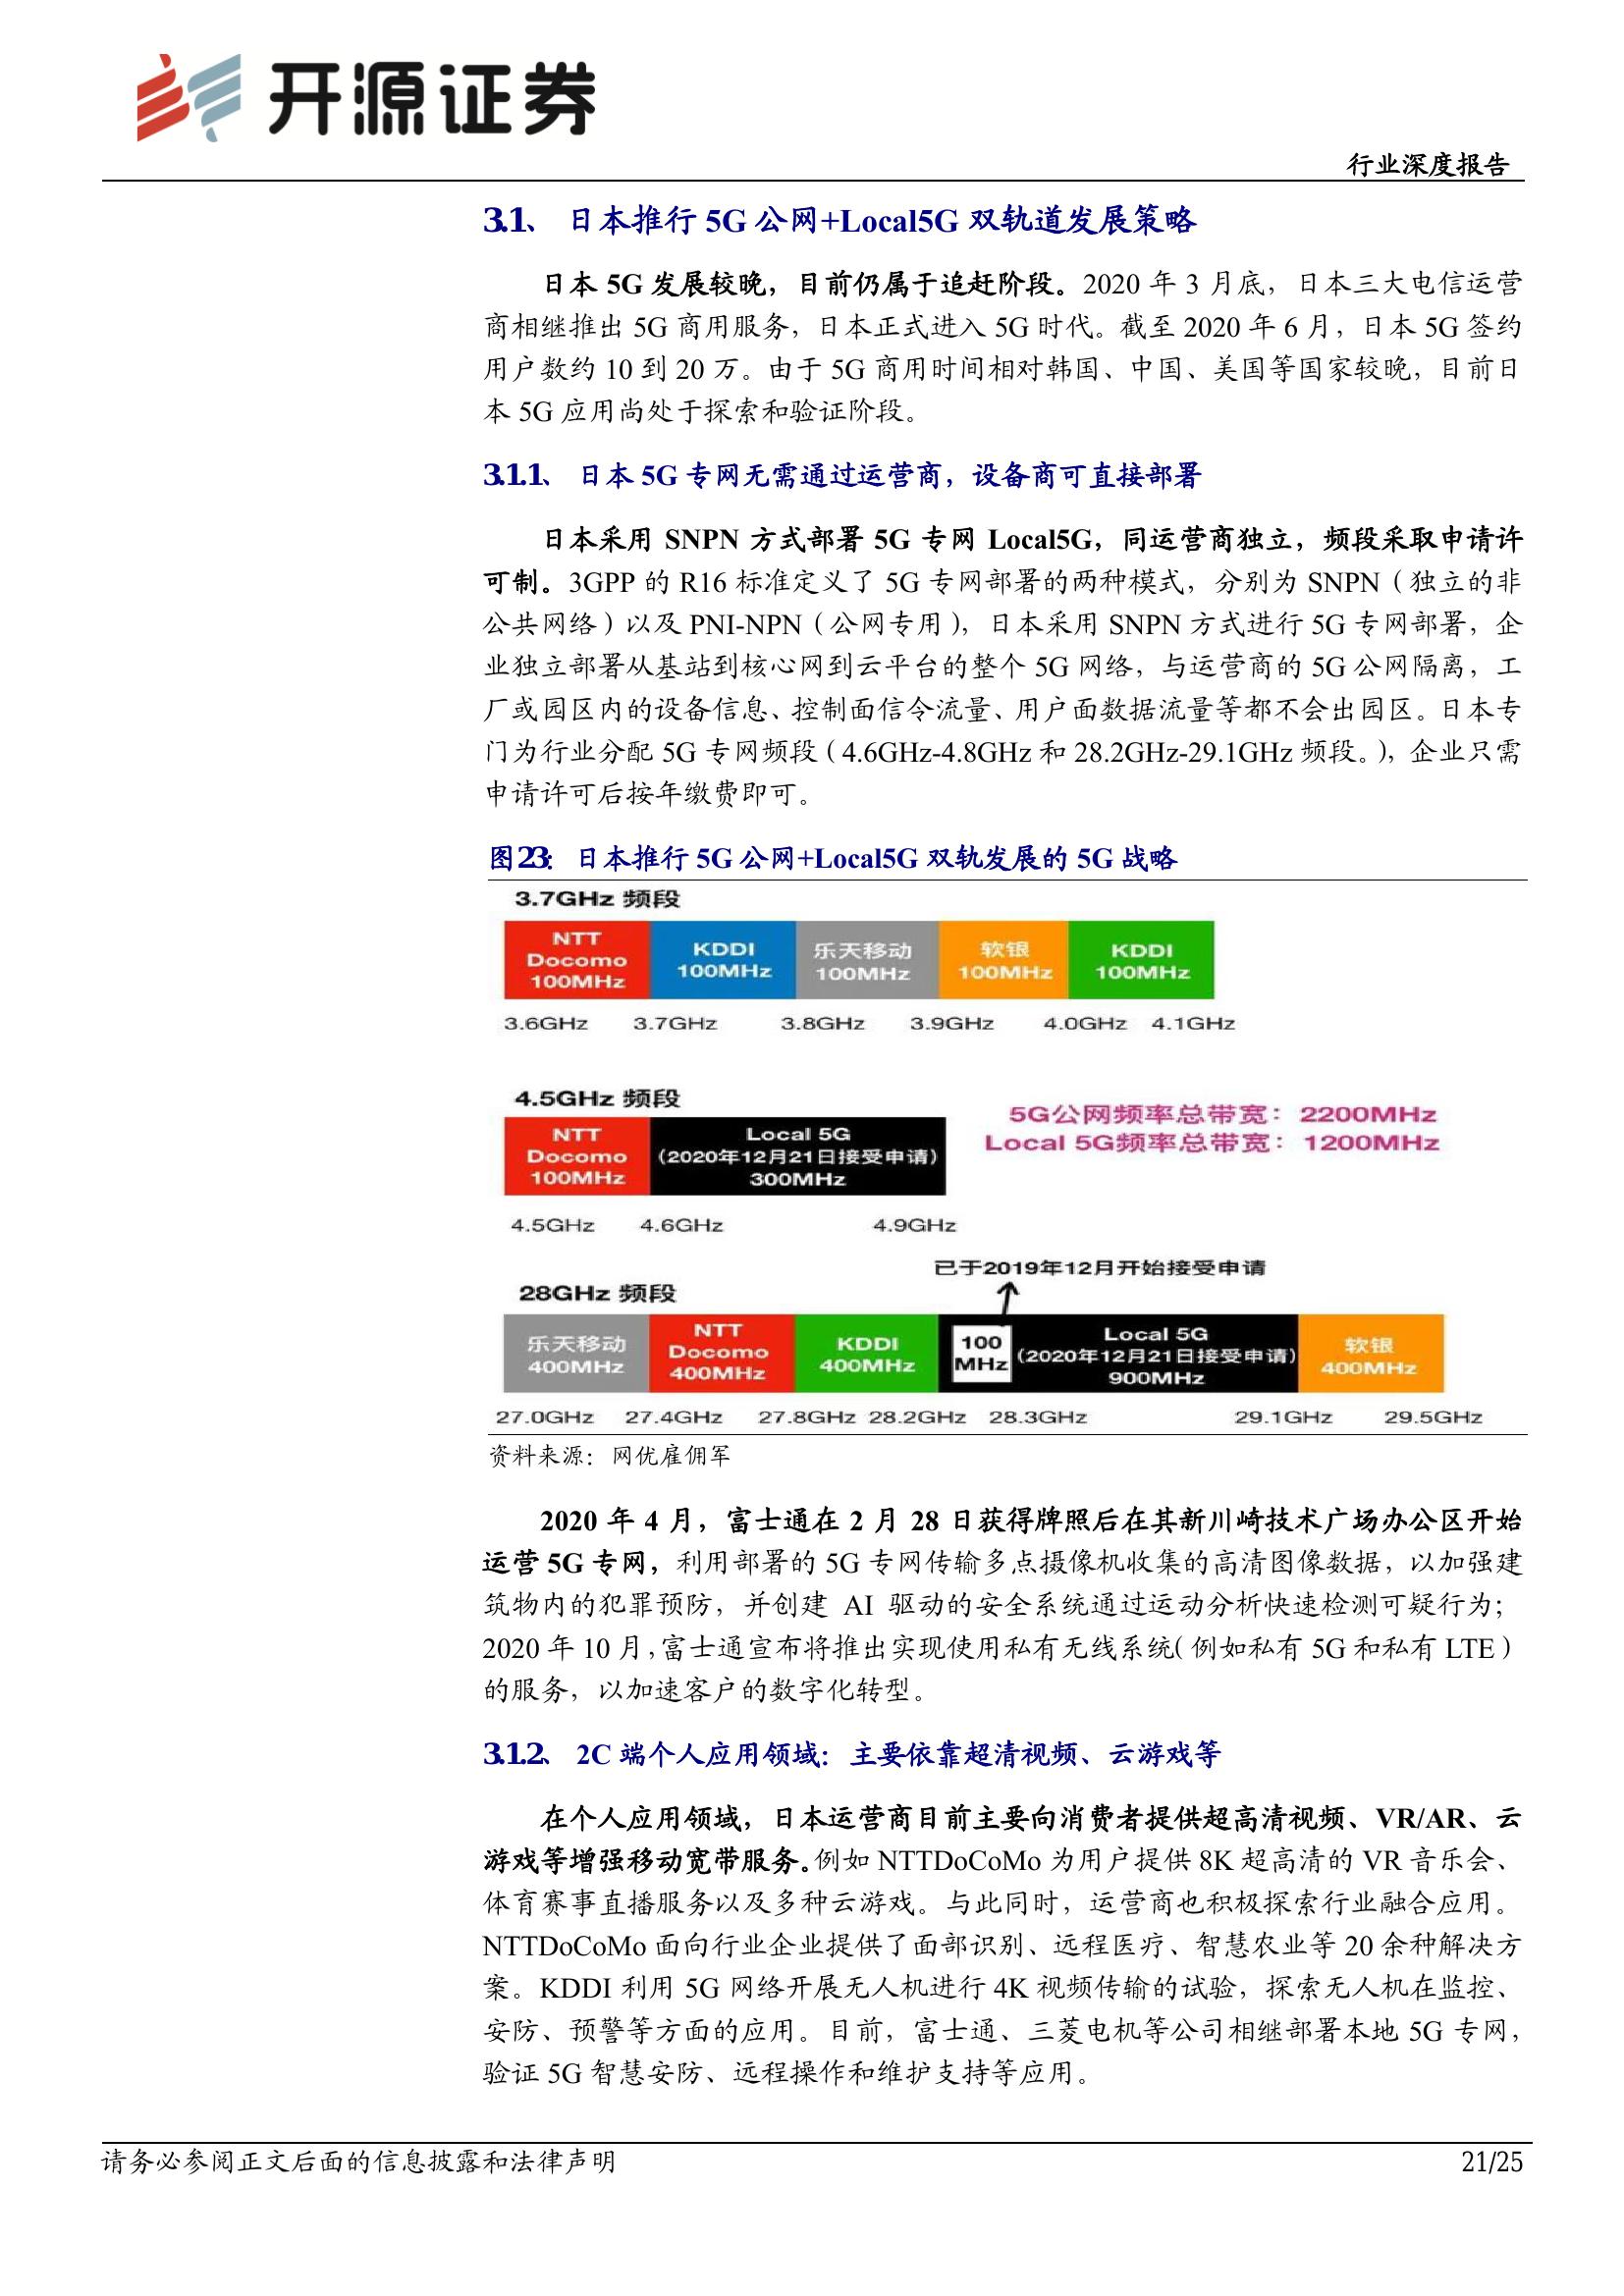 开源证券
行业深度报告
3.1、 日本推行 5G 公网+Local5G 双轨道发展策略
日本 5G 发展较晚，目前仍属于追赶阶段。2020 年 3 月底，日本三大电信运营
商相继推出 5G 商用服务，日本正式进入 5G 时代。截至 2020 年 6 月，日本 5G 签约
用户数约 10 到 20 万。由于 5G 商用时间相对韩国、中国、美国等国家较晚，目前日
本 5G 应用尚处于探索和验证阶段。
3.1.1、 日本 5G 专网无需通过运营商，设备商可直接部署
日本采用 SNPN 方式部署 5G 专网 Local5G，同运营商独立，频段采取申请许
可制。3GPP 的 R16 标准定义了 5G 专网部署的两种模式，分别为 SNPN（独立的非
公共网络）以及 PNI-NPN（公网专用），日本采用 SNPN 方式进行 5G 专网部署，企
业独立部署从基站到核心网到云平台的整个 5G 网络，与运营商的 5G 公网隔离，工
厂或园区内的设备信息、控制面信令流量、用户面数据流量等都不会出园区。日本专
门为行业分配 5G 专网频段（4.6GHz-4.8GHz 和 28.2GHz-29.1GHz 频段。），企业只需
申请许可后按年缴费即可。
图23： 日本推行 5G 公网+Local5G 双轨发展的 5G 战略
3.7GHz 频段
NTT Docomo 100MHz KDDI 100MHz 乐天移动 100MHz 软银 100MHz KDDI 100MHz
3.6GHz 3.7GHz 3.8GHz 3.9GHz 4.0GHz 4.1GHz
4.5GHz 频段
5G公网频率总带宽：2200MHz
Local 5G频率总带宽：1200MHz
NTT Docomo 100MHz Local 5G （2020年12月21日接受申请） 300MHz
4.5GHz 4.6GHz 4.9GHz
已于2019年12月开始接受申请
28GHz 频段
乐天移动 400MHz NTT Docomo 400MHz KDDI 400MHz 100 MHz Local 5G （2020年12月21日接受申请） 900MHz 软银 400MHz
27.0GHz 27.4GHz 27.8GHz 28.2GHz 28.3GHz 29.1GHz 29.5GHz
资料来源：网优雇佣军
2020 年 4 月，富士通在 2 月 28 日获得牌照后在其新川崎技术广场办公区开始
运营 5G 专网，利用部署的 5G 专网传输多点摄像机收集的高清图像数据，以加强建
筑物内的犯罪预防，并创建 AI 驱动的安全系统通过运动分析快速检测可疑行为；
2020 年 10 月，富士通宣布将推出实现使用私有无线系统（例如私有 5G 和私有 LTE）
的服务，以加速客户的数字化转型。
3.1.2、 2C 端个人应用领域：主要依靠超清视频、云游戏等
在个人应用领域，日本运营商目前主要向消费者提供超高清视频、VR/AR、云
游戏等增强移动宽带服务。例如 NTTDoCoMo 为用户提供 8K 超高清的 VR 音乐会、
体育赛事直播服务以及多种云游戏。与此同时，运营商也积极探索行业融合应用。
NTTDoCoMo 面向行业企业提供了面部识别、远程医疗、智慧农业等 20 余种解决方
案。KDDI 利用 5G 网络开展无人机进行 4K 视频传输的试验，探索无人机在监控、
安防、预警等方面的应用。目前，富士通、三菱电机等公司相继部署本地 5G 专网，
验证 5G 智慧安防、远程操作和维护支持等应用。
请务必参阅正文后面的信息披露和法律声明
21/25